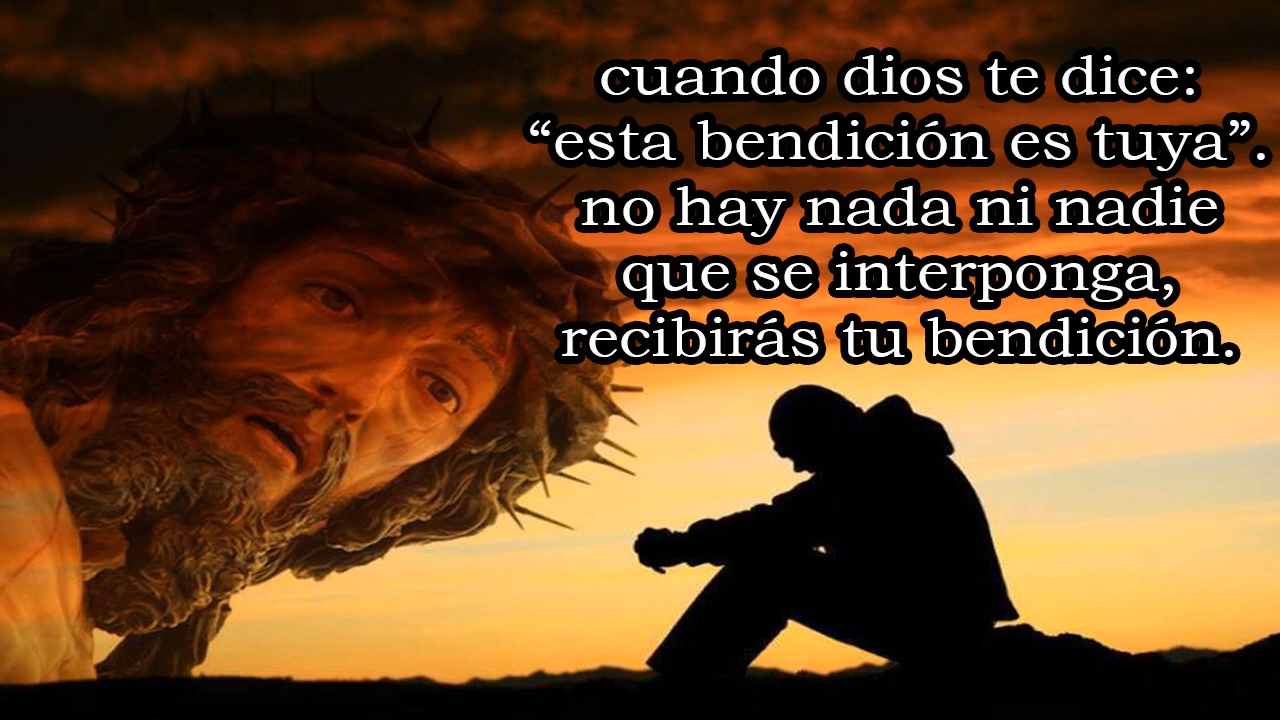 cuando dios te dice:
“esta bendición es tuya”.
no hay nada ni nadie
que se interponga,
recibirás tu bendición.